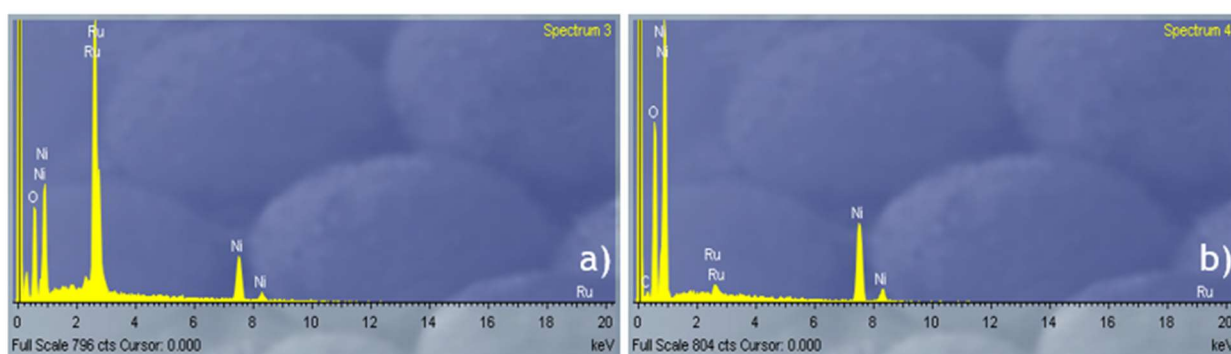 Spectrum 3
Ru
Ru
Ni
Ni
O
Ni
Ni
Ru
a)
0 2 4 6 8 10 12 14 16 18 20
Full Scale 796 cts Cursor: 0.000 keV
Spectrum 4
Ni
Ni
O
C
Ru
Ru
Ni
Ni
Ru
b)
0 2 4 6 8 10 12 14 16 18 20
Full Scale 804 cts Cursor: 0.000 keV